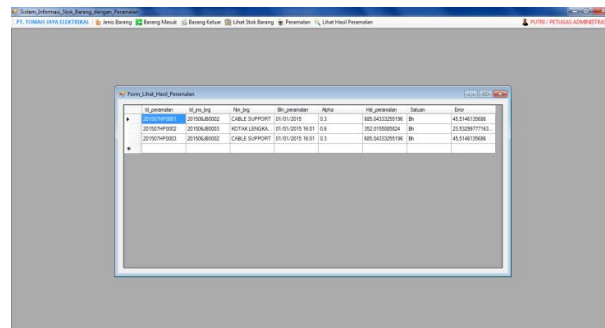 Sistem_Informasi_Stok_Barang_dengan_Peramalan
PT. TOMAH JAYA ELEKTRIKAL Jenis Barang Barang Masuk Barang Keluar Lihat Stok Barang Peramalan Lihat Hasil Peramalan PUTRI / PETUGAS ADMINISTRAS
Form_Lihat_Hasil_Peramalan
Id_peramalan Id_jns_brg Nm_brg Bln_peramalan Alpha Hsl_peramalan Satuan Error
201507HP0001 201506JB0002 CABLE SUPPORT 01/01/2015 0.3 685,04333255196 Bh 45,5146135686
201507HP0002 201506JB0003 KOTAK LENGKA... 01/01/2015 16:01 0.6 352,0155085824 Bh 23,53299777163...
201507HP0003 201506JB0002 CABLE SUPPORT 01/01/2015 16:01 0.3 685,04333255196 Bh 45,5146135686